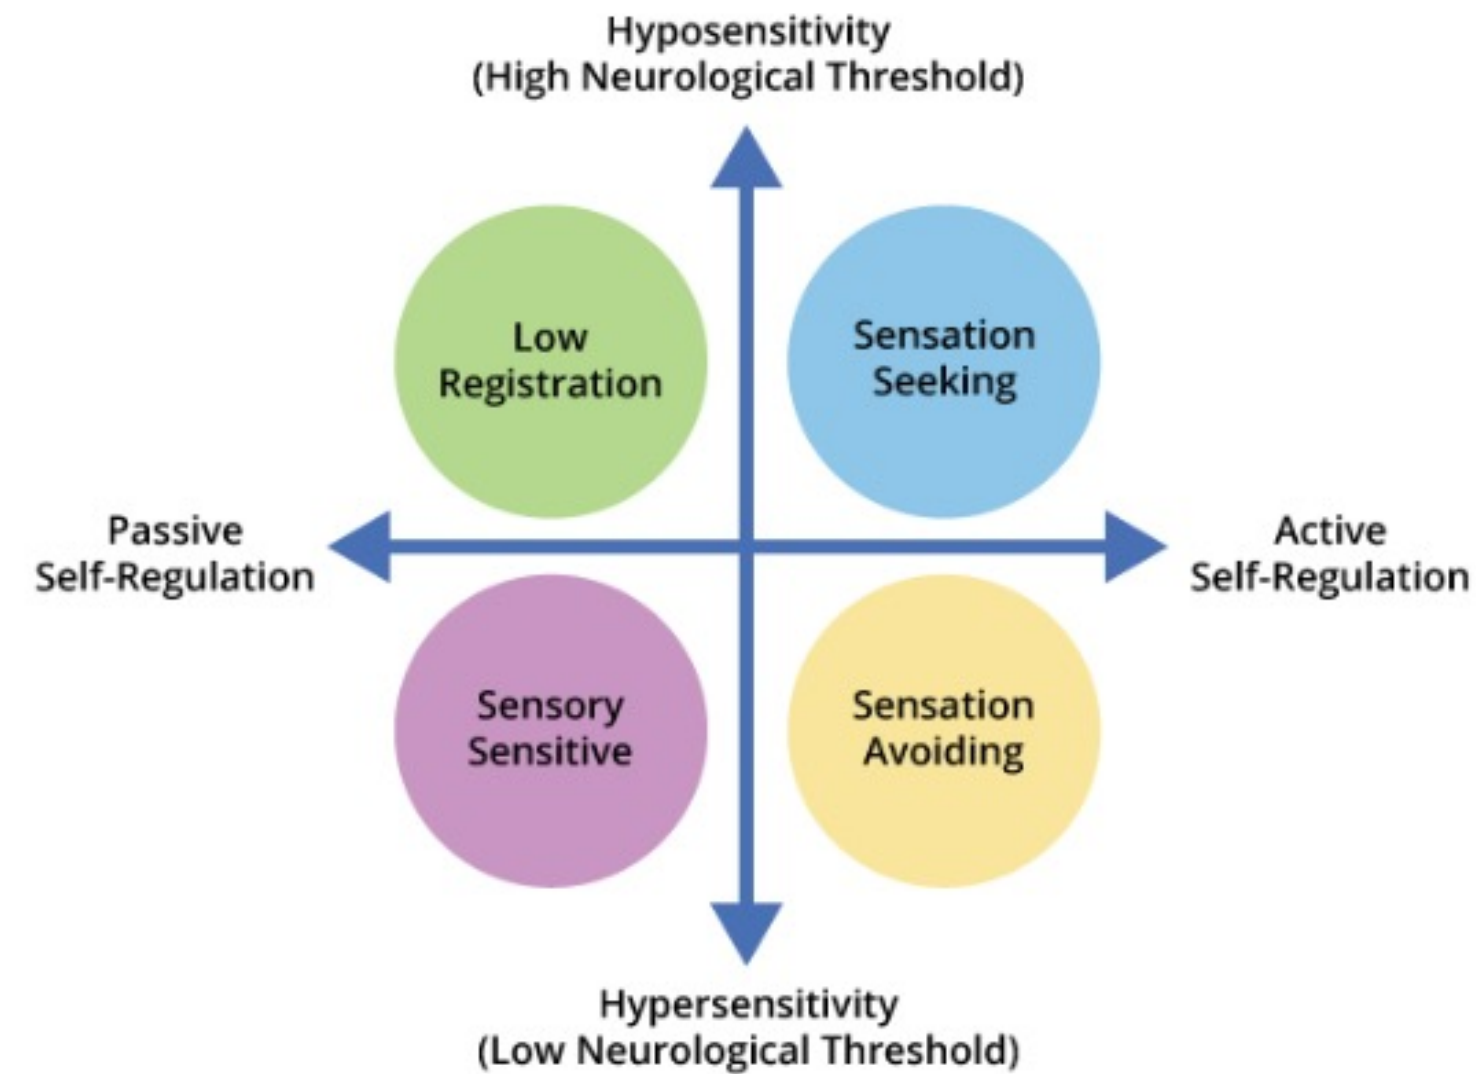 Hyposensitivity
(High Neurological Threshold)
Low
Registration
Sensation
Seeking
Passive
Self-Regulation
Active
Self-Regulation
Sensory
Sensitive
Sensation
Avoiding
Hypersensitivity
(Low Neurological Threshold)